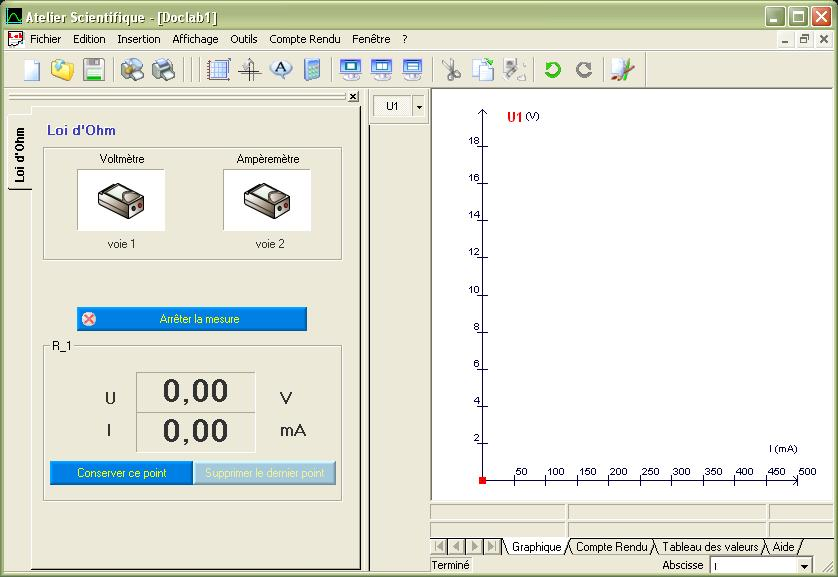 Atelier Scientifique - [Doclab1]
Fichier Edition Insertion Affichage Outils Compte Rendu Fenêtre ?
Loi d'Ohm
Loi d'Ohm
Voltmètre Ampèremètre
voie 1 voie 2
Arrêter la mesure
R_1
U 0,00 V
I 0,00 mA
Conserver ce point Supprimer le dernier point
U1
U1 (V)
18
16
14
12
10
8
6
4
2
I (mA)
50 100 150 200 250 300 350 400 450 500
Graphique Compte Rendu Tableau des valeurs Aide
Terminé Abscisse I